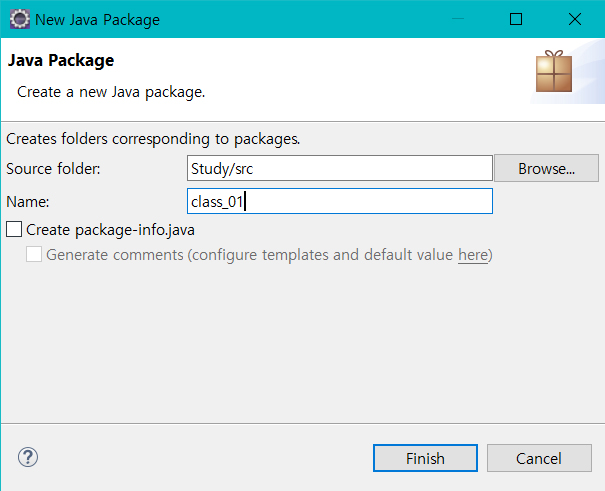 New Java Package
Java Package
Create a new Java package.
Creates folders corresponding to packages.
Source folder: Study/src Browse...
Name: class_01
Create package-info.java
Generate comments (configure templates and default value here)
? Finish Cancel